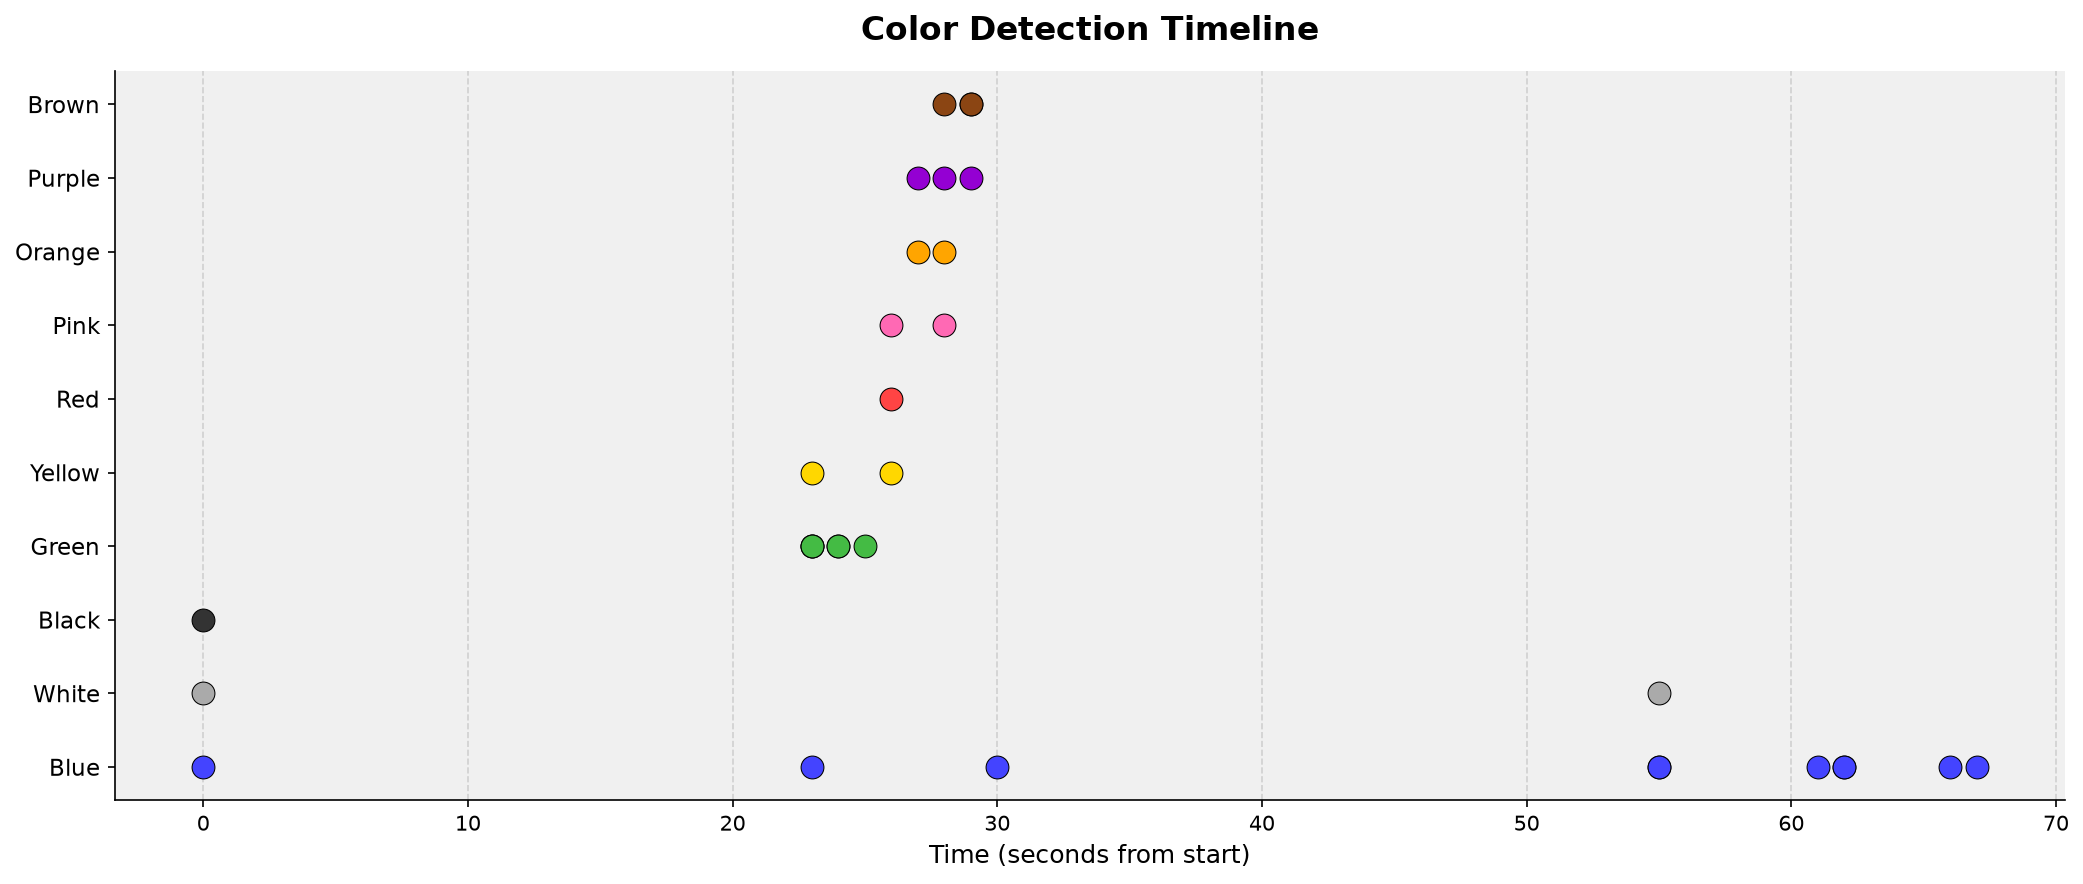 Color Detection Timeline
Brown
Purple
Orange
Pink
Red
Yellow
Green
Black
White
Blue
0 10 20 30 40 50 60 70
Time (seconds from start)